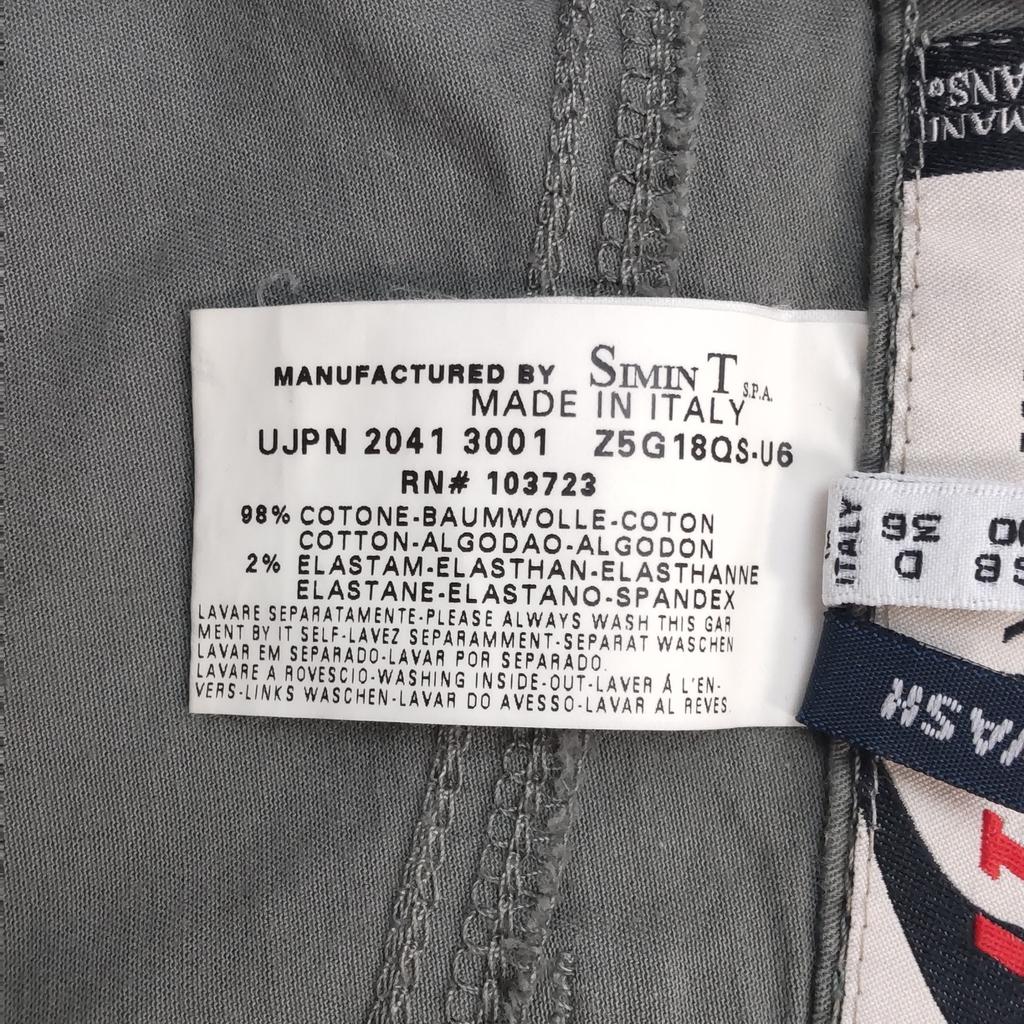 MANUFACTURED BY SIMIN T S.P.A.
MADE IN ITALY
UJPN 2041 3001 Z5G18QS-U6
RN# 103723
98% COTONE-BAUMWOLLE-COTON
COTTON-ALGODAO-ALGODON
2% ELASTAM-ELASTHAN-ELASTHANNE
ELASTANE-ELASTANO-SPANDEX
LAVARE SEPARATAMENTE-PLEASE ALWAYS WASH THIS GAR
MENT BY IT SELF-LAVEZ SEPARAMMENT-SEPARAT WASCHEN
LAVAR EM SEPARADO-LAVAR POR SEPARADO.
LAVARE A ROVESCIO-WASHING INSIDE-OUT-LAVER Á L'EN-
VERS-LINKS WASCHEN-LAVAR DO AVESSO-LAVAR AL REVES.
ITALY
D
36
WASH